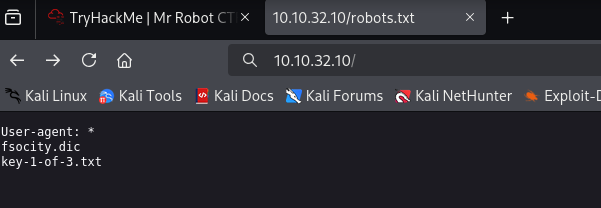 TryHackMe | Mr Robot CT
10.10.32.10/robots.txt
10.10.32.10/
Kali Linux
Kali Tools
Kali Docs
Kali Forums
Kali NetHunter
User-agent: *
fsocity.dic
key-1-of-3.txt